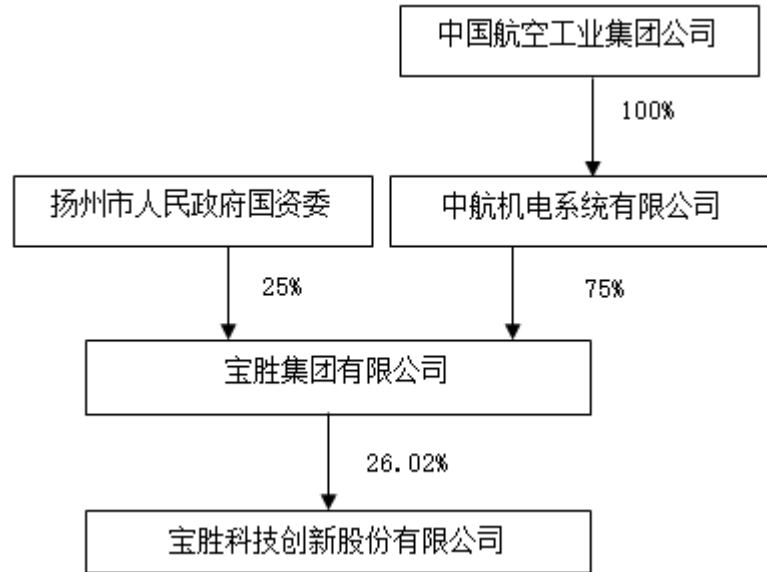 中国航空工业集团公司
100%
扬州市人民政府国资委
中航机电系统有限公司
25%
75%
宝胜集团有限公司
26.02%
宝胜科技创新股份有限公司